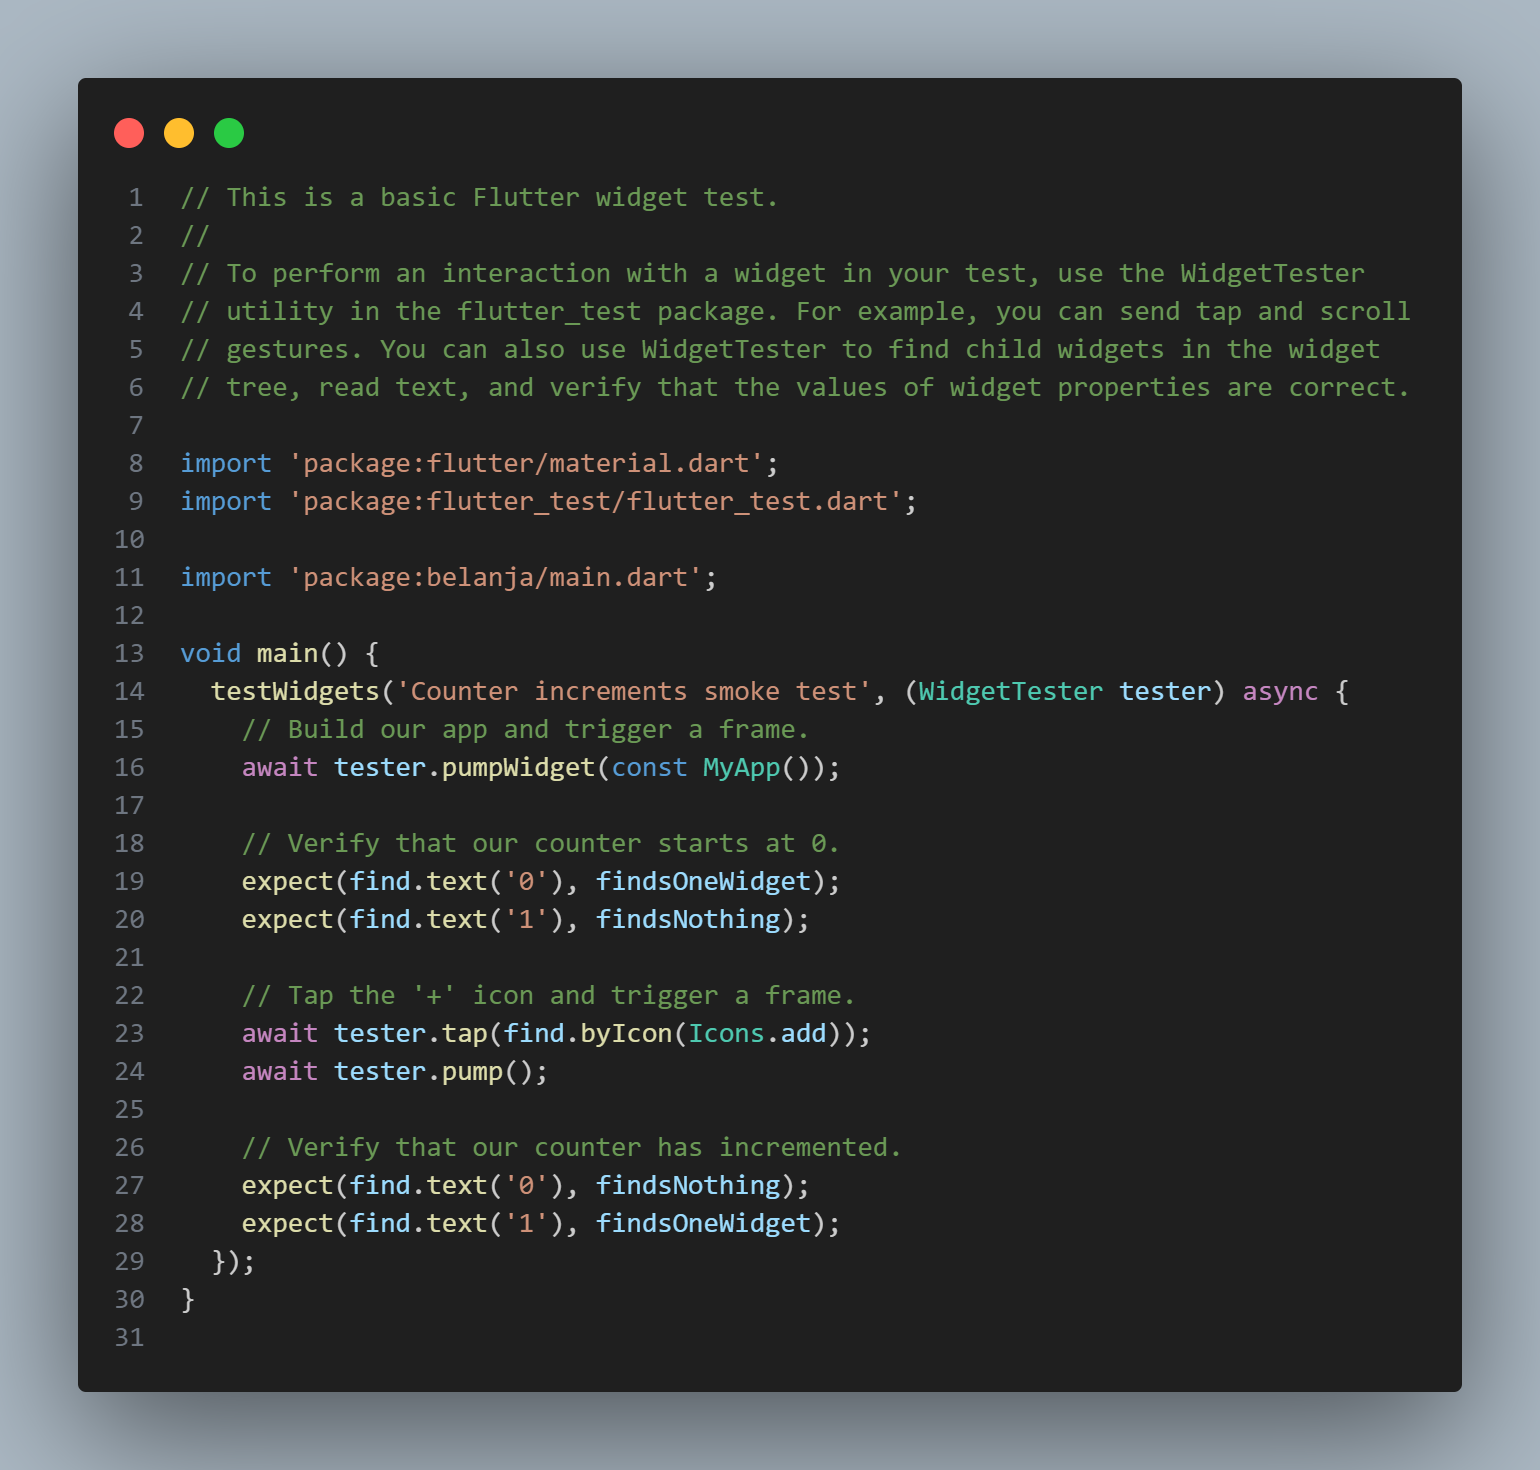 1 // This is a basic Flutter widget test.
2 //
3 // To perform an interaction with a widget in your test, use the WidgetTester
4 // utility in the flutter_test package. For example, you can send tap and scroll
5 // gestures. You can also use WidgetTester to find child widgets in the widget
6 // tree, read text, and verify that the values of widget properties are correct.
7
8 import 'package:flutter/material.dart';
9 import 'package:flutter_test/flutter_test.dart';
10
11 import 'package:belanja/main.dart';
12
13 void main() {
14   testWidgets('Counter increments smoke test', (WidgetTester tester) async {
15     // Build our app and trigger a frame.
16     await tester.pumpWidget(const MyApp());
17
18     // Verify that our counter starts at 0.
19     expect(find.text('0'), findsOneWidget);
20     expect(find.text('1'), findsNothing);
21
22     // Tap the '+' icon and trigger a frame.
23     await tester.tap(find.byIcon(Icons.add));
24     await tester.pump();
25
26     // Verify that our counter has incremented.
27     expect(find.text('0'), findsNothing);
28     expect(find.text('1'), findsOneWidget);
29   });
30 }
31